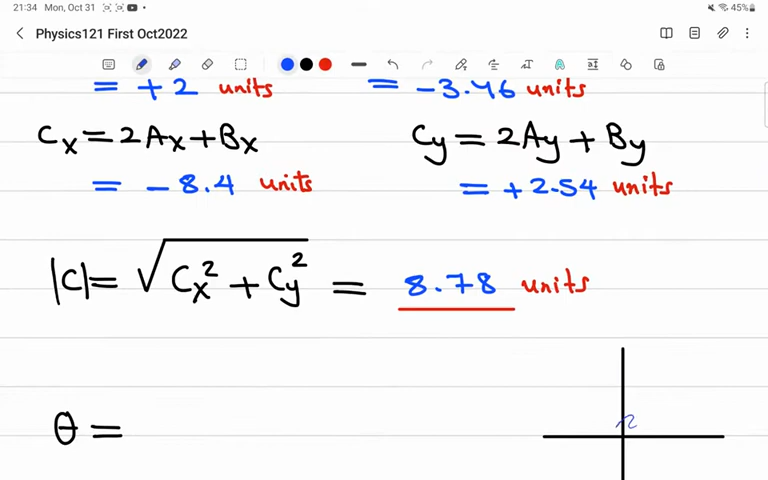 21:34 Mon, Oct 31 45%
Physics121 First Oct2022
= +2 units = -3.46 units
Cx = 2Ax + Bx Cy = 2Ay + By
= -8.4 units = +2.54 units
|C| = √Cx² + Cy² = 8.78 units
θ =